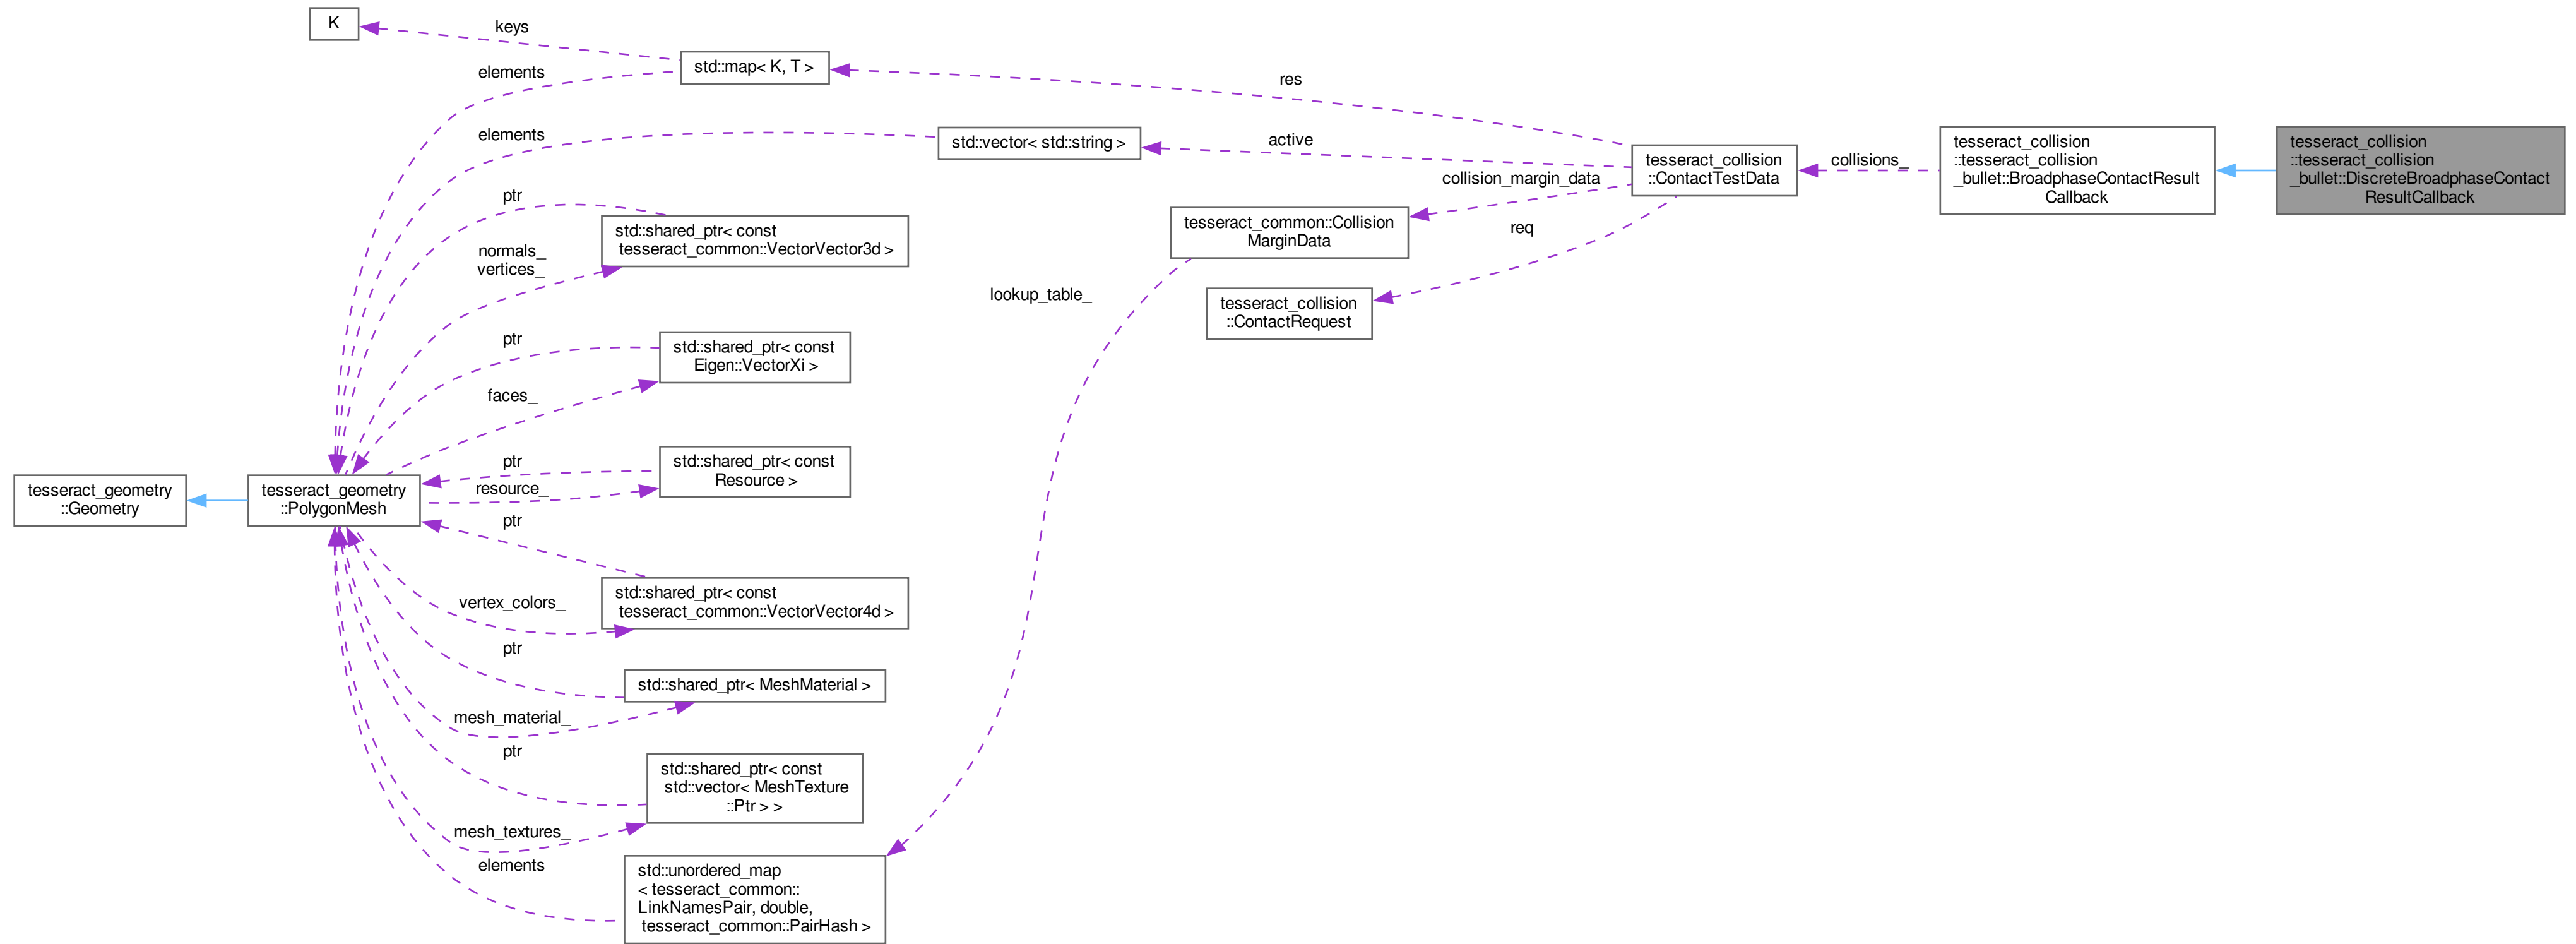 K
keys
std::map< K, T >
elements
res
elements
std::vector< std::string >
active
tesseract_collision
::ContactTestData
collisions_
tesseract_collision
::tesseract_collision
_bullet::BroadphaseContactResult
Callback
tesseract_collision
::tesseract_collision
_bullet::DiscreteBroadphaseContact
ResultCallback
collision_margin_data
ptr
std::shared_ptr< const
tesseract_common::VectorVector3d >
tesseract_common::Collision
MarginData
req
normals_
vertices_
lookup_table_
tesseract_collision
::ContactRequest
ptr
std::shared_ptr< const
Eigen::VectorXi >
faces_
ptr
std::shared_ptr< const
Resource >
resource_
tesseract_geometry
::Geometry
tesseract_geometry
::PolygonMesh
ptr
std::shared_ptr< const
tesseract_common::VectorVector4d >
vertex_colors_
ptr
std::shared_ptr< MeshMaterial >
mesh_material_
ptr
std::shared_ptr< const
std::vector< MeshTexture
::Ptr > >
mesh_textures_
elements
std::unordered_map
< tesseract_common::
LinkNamesPair, double,
tesseract_common::PairHash >